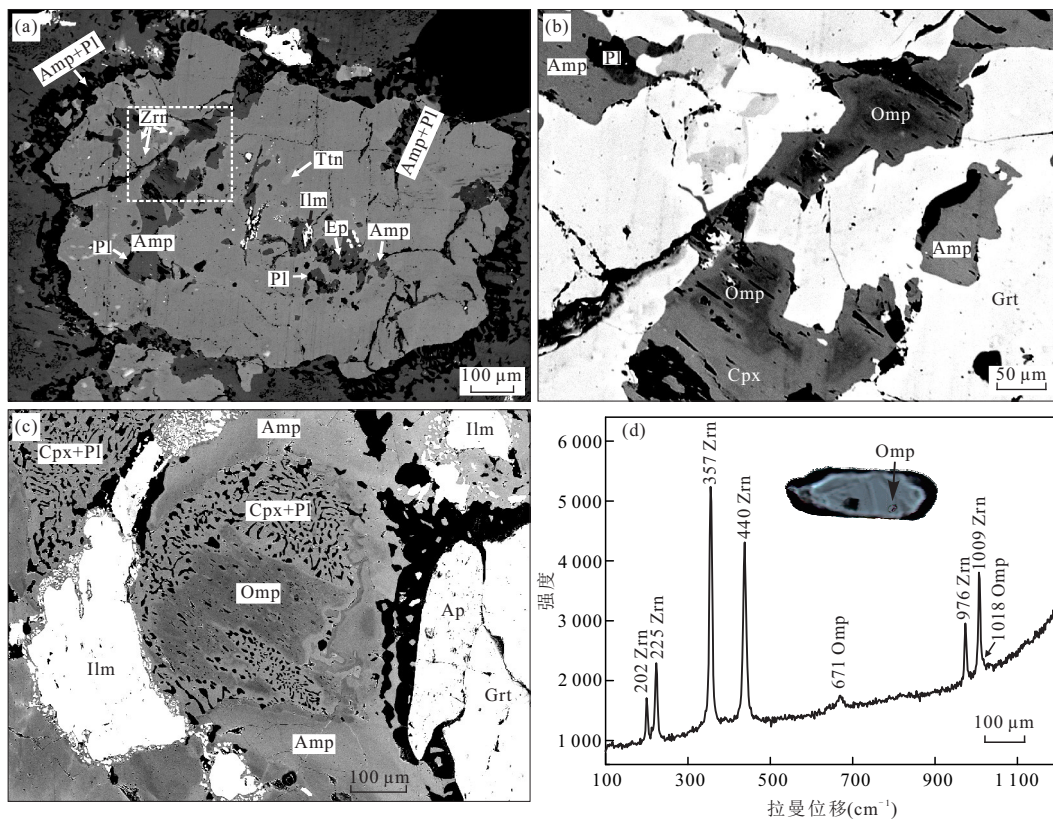 (a)
Amp+Pl
Zrn
Amp+Pl
Ttn
Ilm
Ep
Amp
Pl
Amp
Pl
100 μm
(b)
Amp
Pl
Omp
Amp
Omp
Grt
Cpx
50 μm
(c)
Amp
Ilm
Cpx+Pl
Cpx+Pl
Omp
Ap
Ilm
Grt
Amp
100 μm
(d)
6 000
5 000
4 000
3 000
2 000
1 000
强度
202 Zrn
225 Zrn
357 Zrn
440 Zrn
671 Omp
976 Zrn
1009 Zrn
1018 Omp
Omp
100 μm
100
300
500
700
900
1 100
拉曼位移(cm⁻¹)